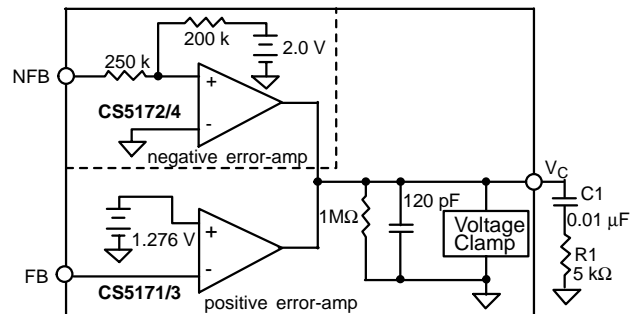 200 k
2.0 V
250 k
NFB
+
CS5172/4
-
negative error-amp
VC
120 pF
C1
1MΩ
0.01 µF
Voltage
Clamp
+
1.276 V
R1
5 kΩ
-
FB
CS5171/3
positive error-amp